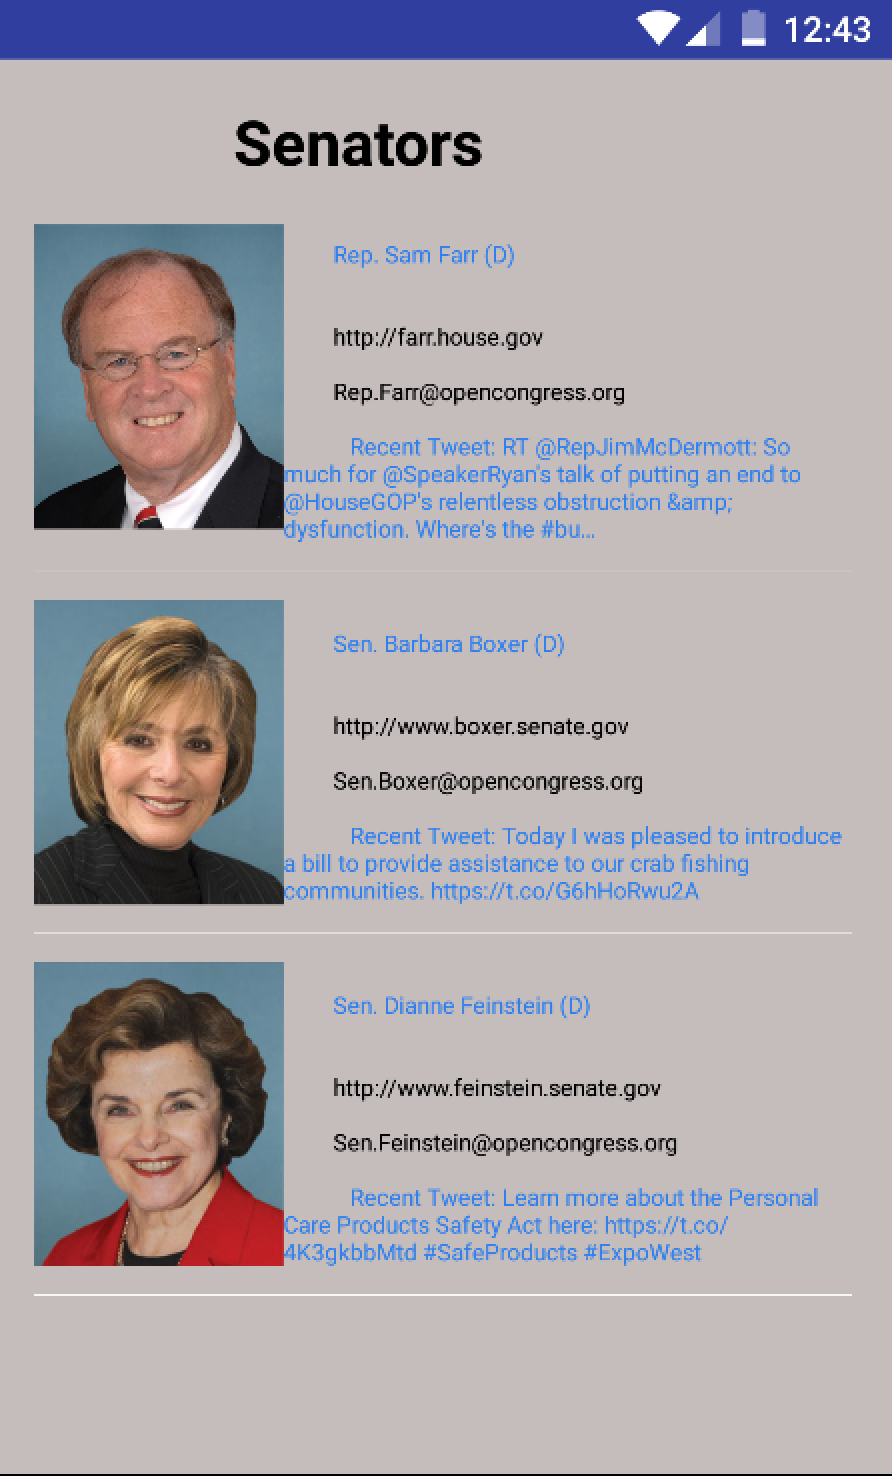 12:43
Senators
Rep. Sam Farr (D)
http://farr.house.gov
Rep.Farr@opencongress.org
Recent Tweet: RT @RepJimMcDermott: So
much for @SpeakerRyan's talk of putting an end to
@HouseGOP's relentless obstruction &amp;
dysfunction. Where's the #bu…
Sen. Barbara Boxer (D)
http://www.boxer.senate.gov
Sen.Boxer@opencongress.org
Recent Tweet: Today I was pleased to introduce
a bill to provide assistance to our crab fishing
communities. https://t.co/G6hHoRwu2A
Sen. Dianne Feinstein (D)
http://www.feinstein.senate.gov
Sen.Feinstein@opencongress.org
Recent Tweet: Learn more about the Personal
Care Products Safety Act here: https://t.co/
4K3gkbbMtd #SafeProducts #ExpoWest